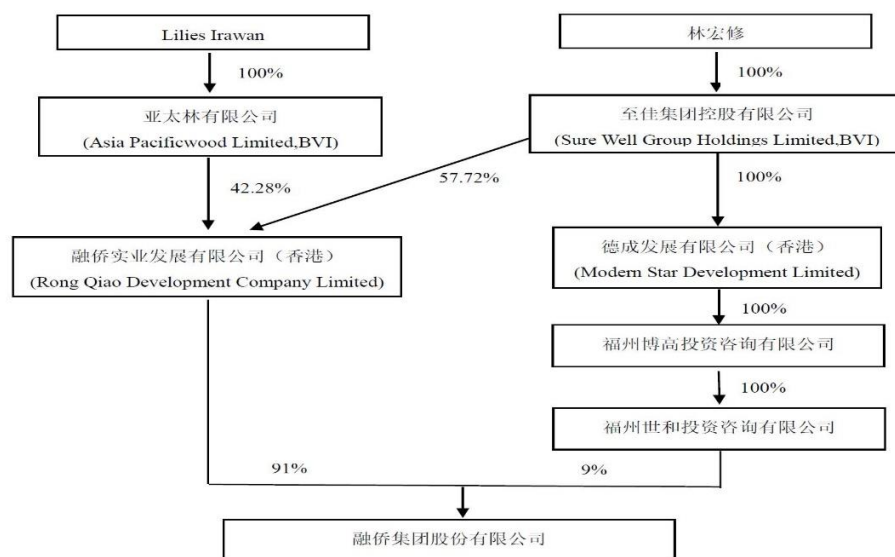 Lilies Irawan
林宏修
100%
100%
亚太林有限公司
(Asia Pacificwood Limited,BVI)
至佳集团控股有限公司
(Sure Well Group Holdings Limited,BVI)
42.28%
57.72%
100%
融侨实业发展有限公司（香港）
(Rong Qiao Development Company Limited)
德成发展有限公司（香港）
(Modern Star Development Limited)
100%
福州博高投资咨询有限公司
100%
福州世和投资咨询有限公司
91%
9%
融侨集团股份有限公司